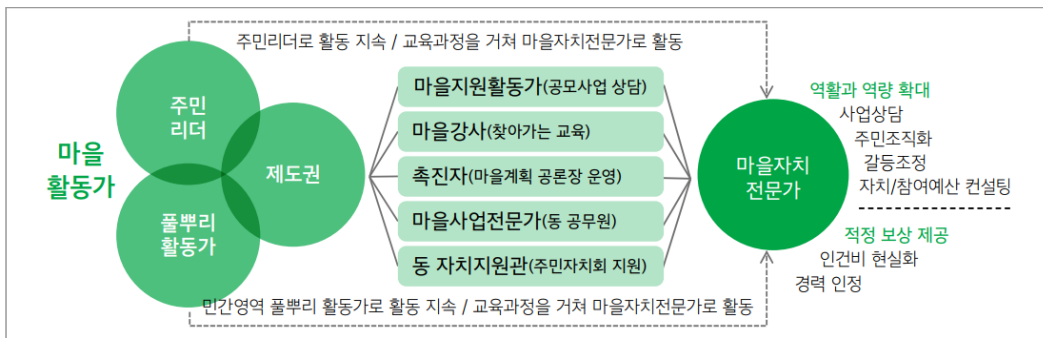 주민리더로 활동 지속 / 교육과정을 거쳐 마을자치전문가로 활동
마을
활동가
주민
리더
풀뿌리
활동가
제도권
마을지원활동가(공모사업 상담)
마을강사(찾아가는 교육)
촉진자(마을계획 공론장 운영)
마을사업전문가(동 공무원)
동 자치지원관(주민자치회 지원)
마을자치
전문가
역활과 역량 확대
사업상담
주민조직화
갈등조정
자치/참여예산 컨설팅
적정 보상 제공
인건비 현실화
경력 인정
민간영역 풀뿌리 활동가로 활동 지속 / 교육과정을 거쳐 마을자치전문가로 활동